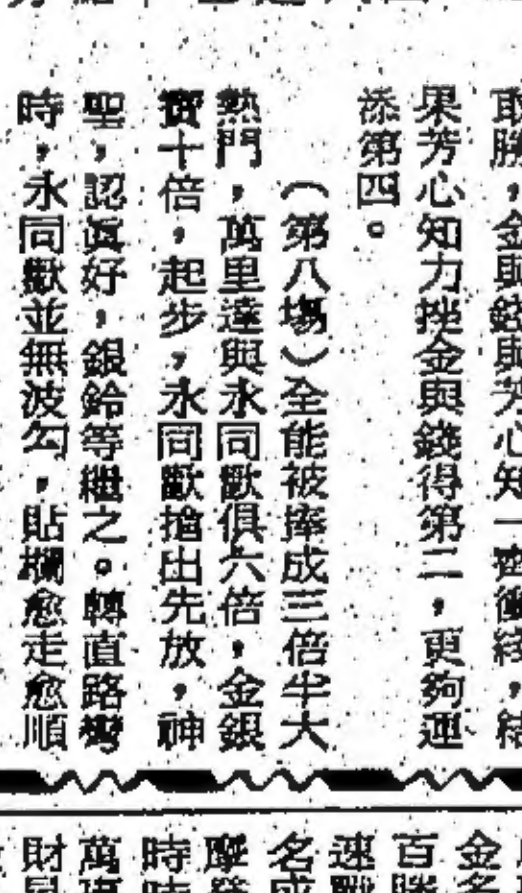 取勝，金與錢與芳心知一齊衝綫，結
果芳心知力挫金與錢得第二，更夠運
添第四。
（第八場）全能被捧成三倍半大
熱門，萬里達與永同歡俱六倍，金銀
寶十倍，起步，永同歡搶出先放，神
聖，認眞好，銀鈴等繼之。轉直路彎
時，永同歡並無波勾，貼欄愈走愈順